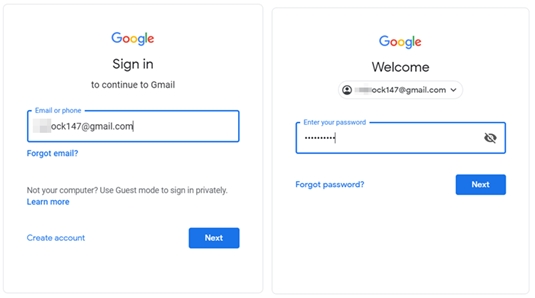 Google
Sign in
to continue to Gmail
Email or phone
ock147@gmail.com
Forgot email?
Not your computer? Use Guest mode to sign in privately.
Learn more
Create account
Next
Google
Welcome
ock147@gmail.com
Enter your password
••••••••••
Forgot password?
Next